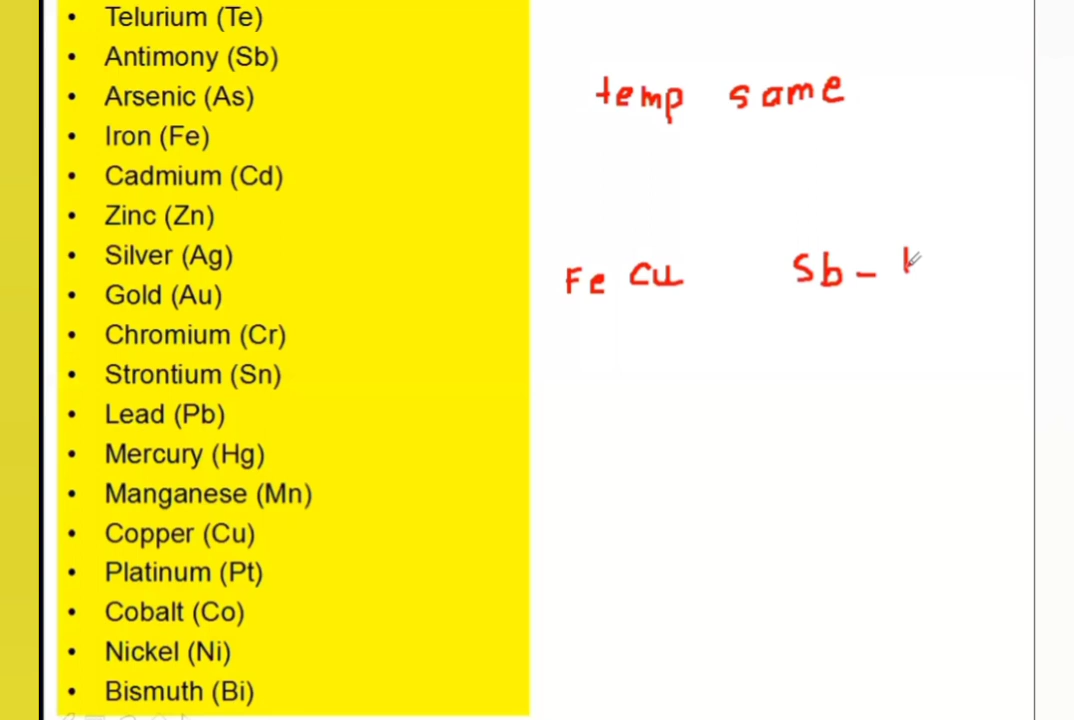 • Telurium (Te)
• Antimony (Sb)
• Arsenic (As)
• Iron (Fe)
• Cadmium (Cd)
• Zinc (Zn)
• Silver (Ag)
• Gold (Au)
• Chromium (Cr)
• Strontium (Sn)
• Lead (Pb)
• Mercury (Hg)
• Manganese (Mn)
• Copper (Cu)
• Platinum (Pt)
• Cobalt (Co)
• Nickel (Ni)
• Bismuth (Bi)
temp same
Fe Cu Sb -